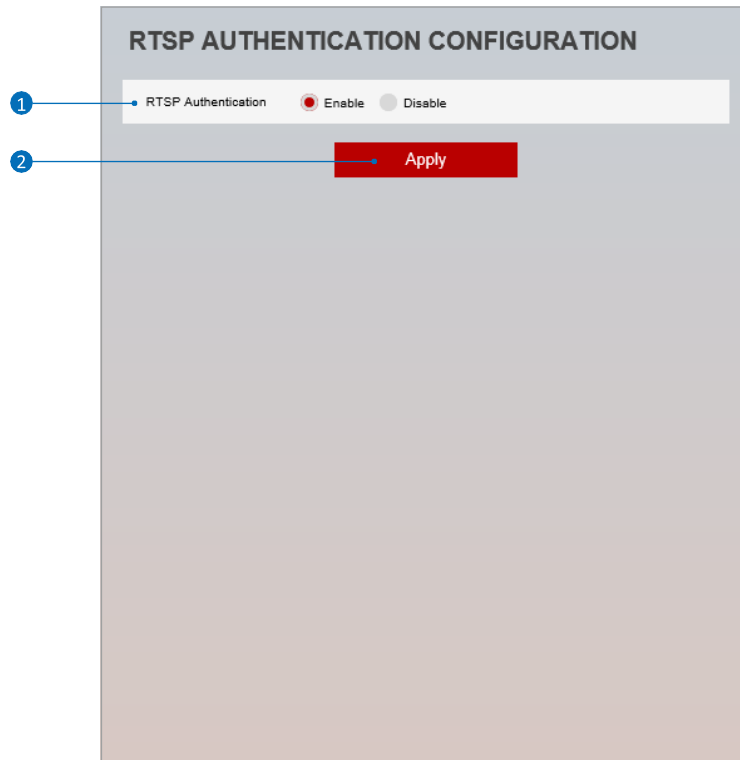 RTSP AUTHENTICATION CONFIGURATION
1 RTSP Authentication Enable Disable
2 Apply